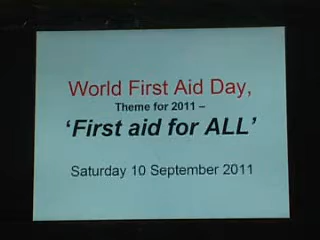 World First Aid Day,
Theme for 2011 –
‘First aid for ALL’
Saturday 10 September 2011